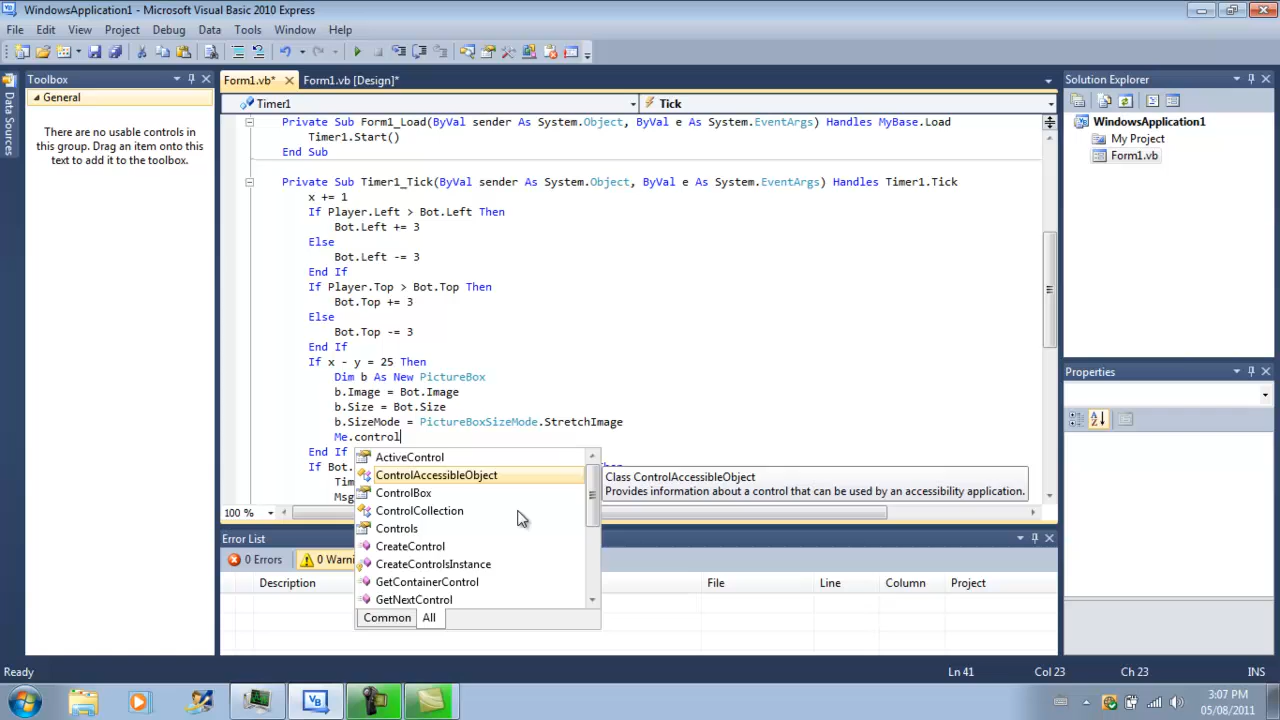 WindowsApplication1 - Microsoft Visual Basic 2010 Express
File Edit View Project Debug Data Tools Window Help
Toolbox
Form1.vb* Form1.vb [Design]*
Solution Explorer
Data Sources
General
There are no usable controls in
this group. Drag an item onto this
text to add it to the toolbox.
Timer1 Tick
Private Sub Form1_Load(ByVal sender As System.Object, ByVal e As System.EventArgs) Handles MyBase.Load
Timer1.Start()
End Sub
Private Sub Timer1_Tick(ByVal sender As System.Object, ByVal e As System.EventArgs) Handles Timer1.Tick
x += 1
If Player.Left > Bot.Left Then
Bot.Left += 3
Else
Bot.Left -= 3
End If
If Player.Top > Bot.Top Then
Bot.Top += 3
Else
Bot.Top -= 3
End If
If x - y = 25 Then
Dim b As New PictureBox
b.Image = Bot.Image
b.Size = Bot.Size
b.SizeMode = PictureBoxSizeMode.StretchImage
Me.control
End If
If Bot.
Tim
Msg
ActiveControl
ControlAccessibleObject
ControlBox
ControlCollection
Controls
CreateControl
CreateControlsInstance
GetContainerControl
GetNextControl
Common All
Class ControlAccessibleObject
Provides information about a control that can be used by an accessibility application.
100 %
Error List
0 Errors 0 Warni
Description File Line Column Project
WindowsApplication1
My Project
Form1.vb
Properties
Ready Ln 41 Col 23 Ch 23 INS
3:07 PM
05/08/2011